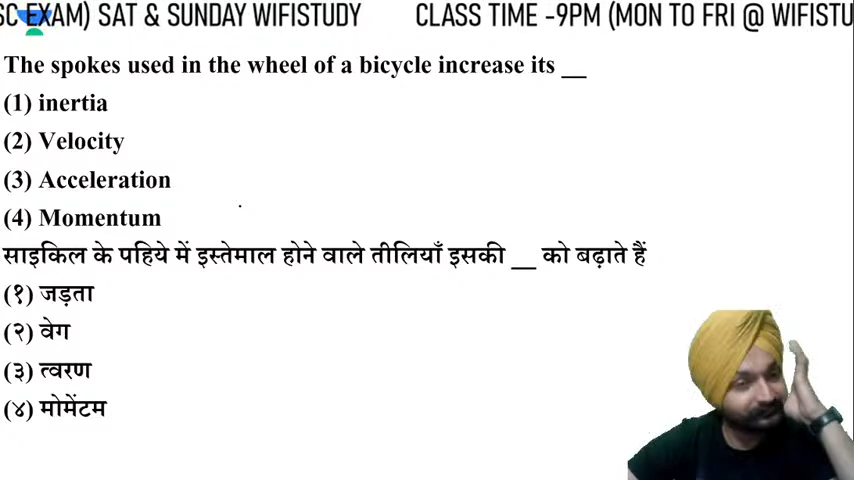 EXAM) SAT & SUNDAY WIFISTUDY CLASS TIME -9PM (MON TO FRI @ WIFISTU
The spokes used in the wheel of a bicycle increase its __
(1) inertia
(2) Velocity
(3) Acceleration
(4) Momentum
साइकिल के पहिये में इस्तेमाल होने वाले तीलियाँ इसकी __ को बढ़ाते हैं
(१) जड़ता
(२) वेग
(३) त्वरण
(४) मोमेंटम